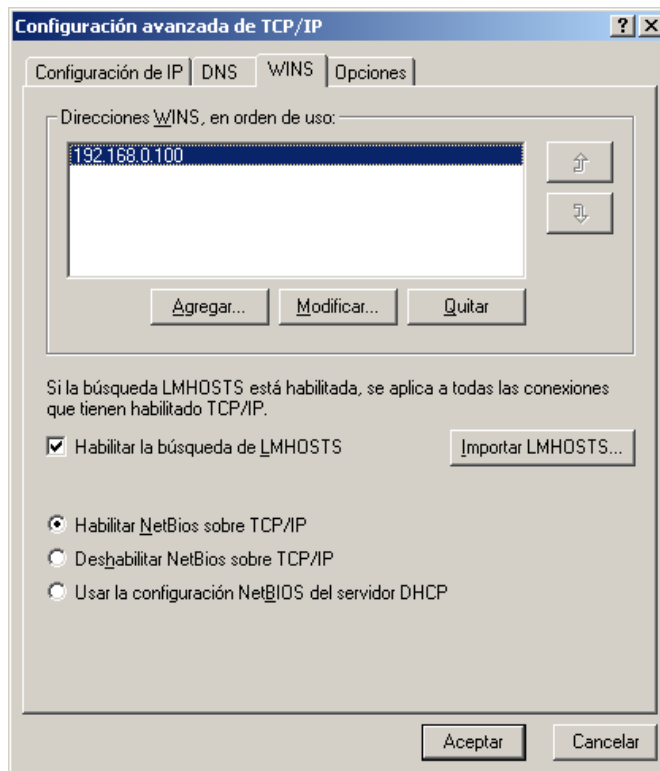 Configuración avanzada de TCP/IP
Configuración de IP DNS WINS Opciones
Direcciones WINS, en orden de uso:
192.168.0.100
Agregar... Modificar... Quitar
Si la búsqueda LMHOSTS está habilitada, se aplica a todas las conexiones
que tienen habilitado TCP/IP.
Habilitar la búsqueda de LMHOSTS Importar LMHOSTS...
Habilitar NetBios sobre TCP/IP
Deshabilitar NetBios sobre TCP/IP
Usar la configuración NetBIOS del servidor DHCP
Aceptar Cancelar